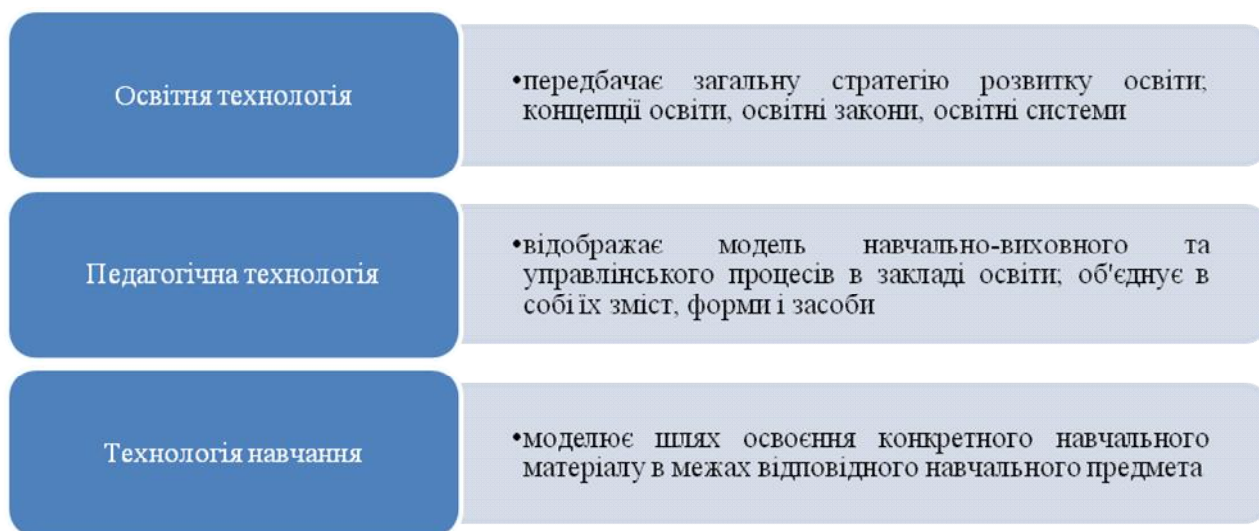 Освітня технологія
•передбачає загальну стратегію розвитку освіти;
концепції освіти, освітні закони, освітні системи
Педагогічна технологія
•відображає модель навчально-виховного та
управлінського процесів в закладі освіти; об'єднує в
собі їх зміст, форми і засоби
Технологія навчання
•моделює шлях освоєння конкретного навчального
матеріалу в межах відповідного навчального предмета